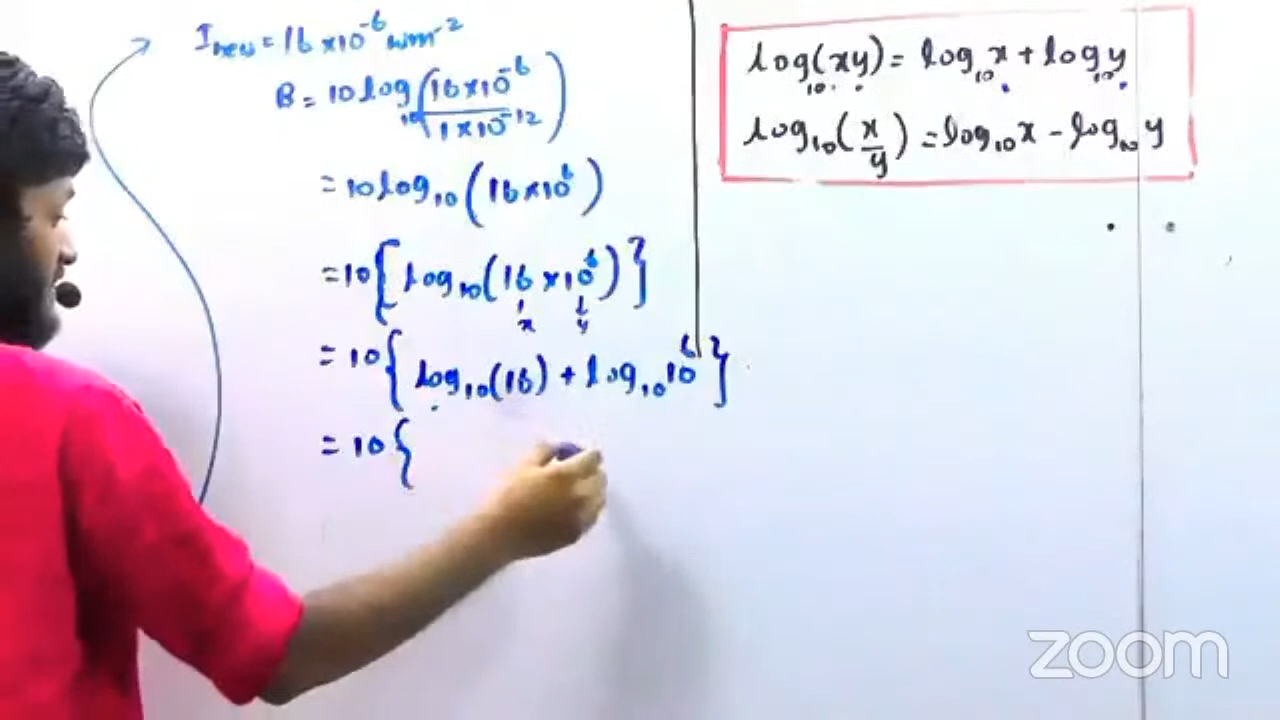 I new = 16 × 10⁻⁶ wm⁻²
B = 10 log₁₀ (16×10⁻⁶ / 1×10⁻¹²)
= 10 log₁₀ (16×10⁶)
= 10 { log₁₀ (16 × 10⁶) }
x y
= 10 { log₁₀ (16) + log₁₀ 10⁶ }
= 10 {
log₁₀ (xy) = log₁₀ x + log₁₀ y
log₁₀ (x/y) = log₁₀ x - log₁₀ y
zoom